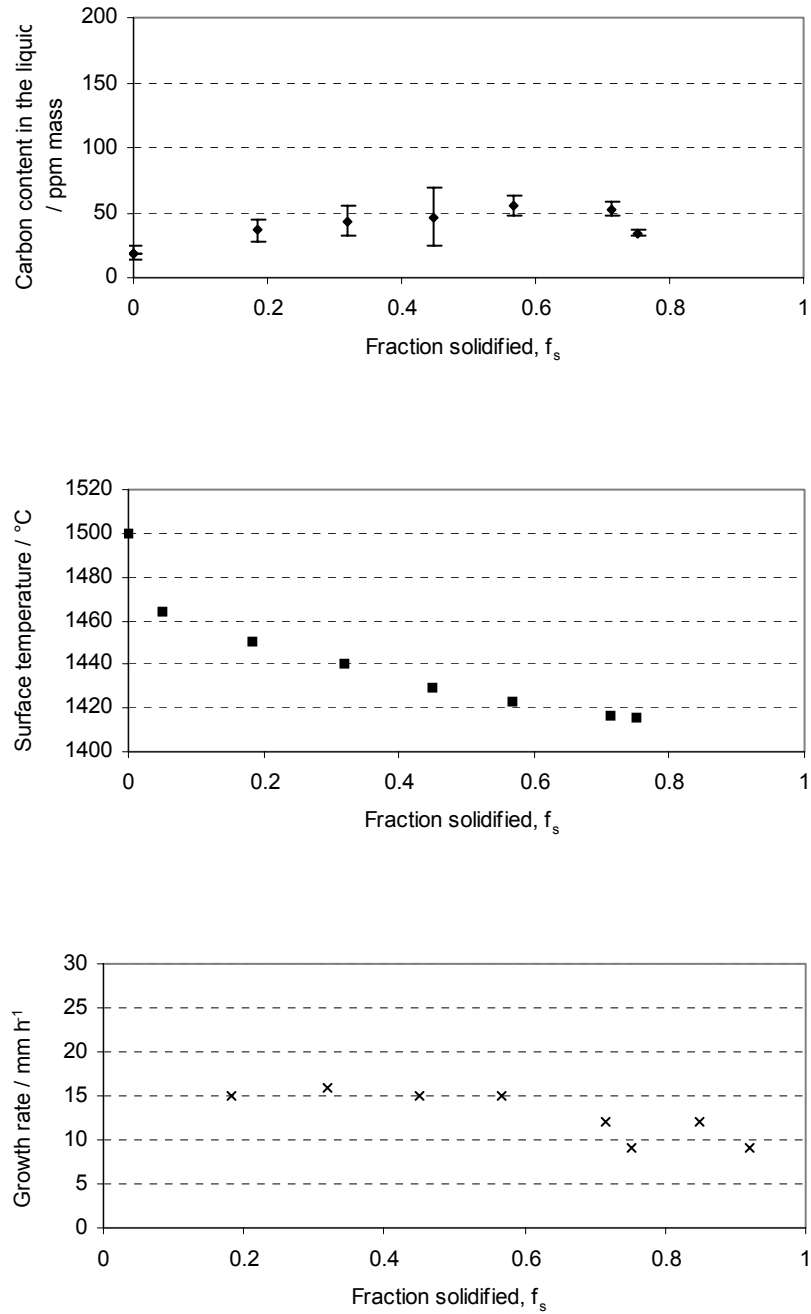 Carbon content in the liquid
/ ppm mass
200
150
100
50
0
0 0.2 0.4 0.6 0.8 1
Fraction solidified, fs
Surface temperature / °C
1520
1500
1480
1460
1440
1420
1400
0 0.2 0.4 0.6 0.8 1
Fraction solidified, fs
Growth rate / mm h-1
30
25
20
15
10
5
0
0 0.2 0.4 0.6 0.8 1
Fraction solidified, fs